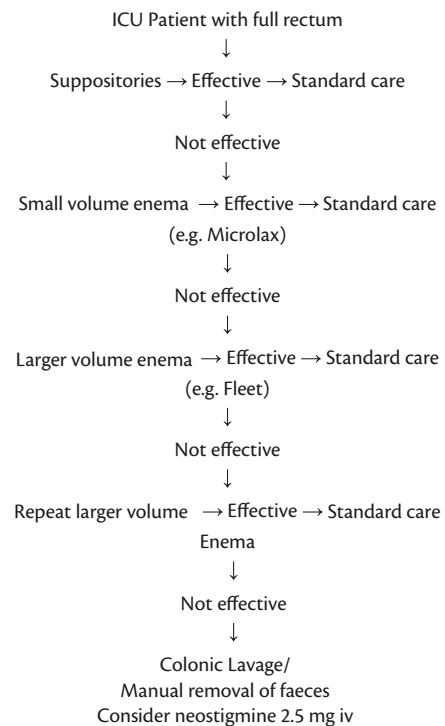 ICU Patient with full rectum
↓
Suppositories → Effective → Standard care
↓
Not effective
↓
Small volume enema → Effective → Standard care
(e.g. Microlax)
↓
Not effective
↓
Larger volume enema → Effective → Standard care
(e.g. Fleet)
↓
Not effective
↓
Repeat larger volume → Effective → Standard care
Enema
↓
Not effective
↓
Colonic Lavage/
Manual removal of faeces
Consider neostigmine 2.5 mg iv